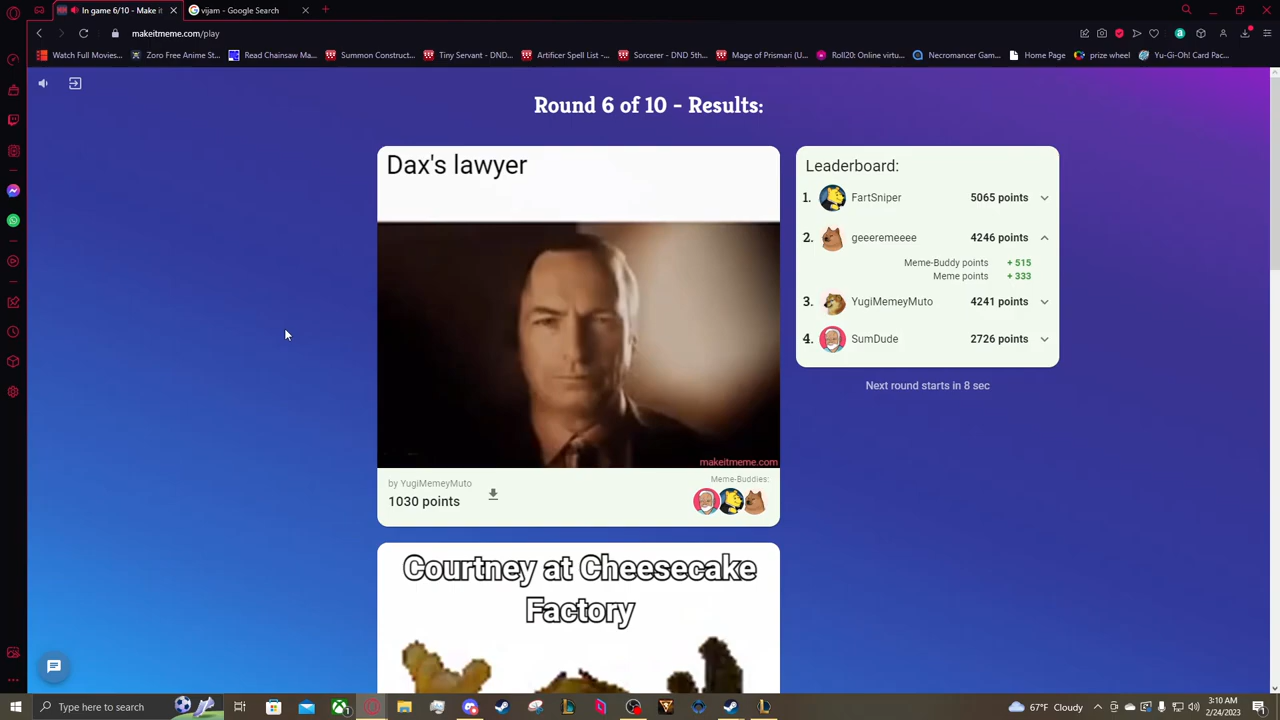 In game 6/10 - Make it
vijam - Google Search
makeitmeme.com/play
Watch Full Movies...
Zoro Free Anime St...
Read Chainsaw Ma...
Summon Construct...
Tiny Servant - DND...
Artificer Spell List -...
Sorcerer - DND 5th...
Mage of Prismari (U...
Roll20: Online virtu...
Necromancer Gam...
Home Page
prize wheel
Yu-Gi-Oh! Card Pac...
Round 6 of 10 - Results:
Dax's lawyer
makeitmeme.com
by YugiMemeyMuto
1030 points
Meme-Buddies:
Courtney at Cheesecake
Factory
Leaderboard:
1. FartSniper 5065 points
2. geeeremeeee 4246 points
Meme-Buddy points + 515
Meme points + 333
3. YugiMemeyMuto 4241 points
4. SumDude 2726 points
Next round starts in 8 sec
Type here to search
67°F Cloudy
3:10 AM
2/24/2023